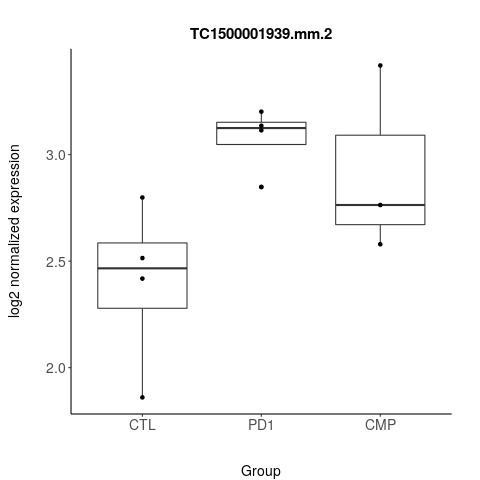 TC1500001939.mm.2
log2 normalized expression
3.0
2.5
2.0
CTL
PD1
CMP
Group